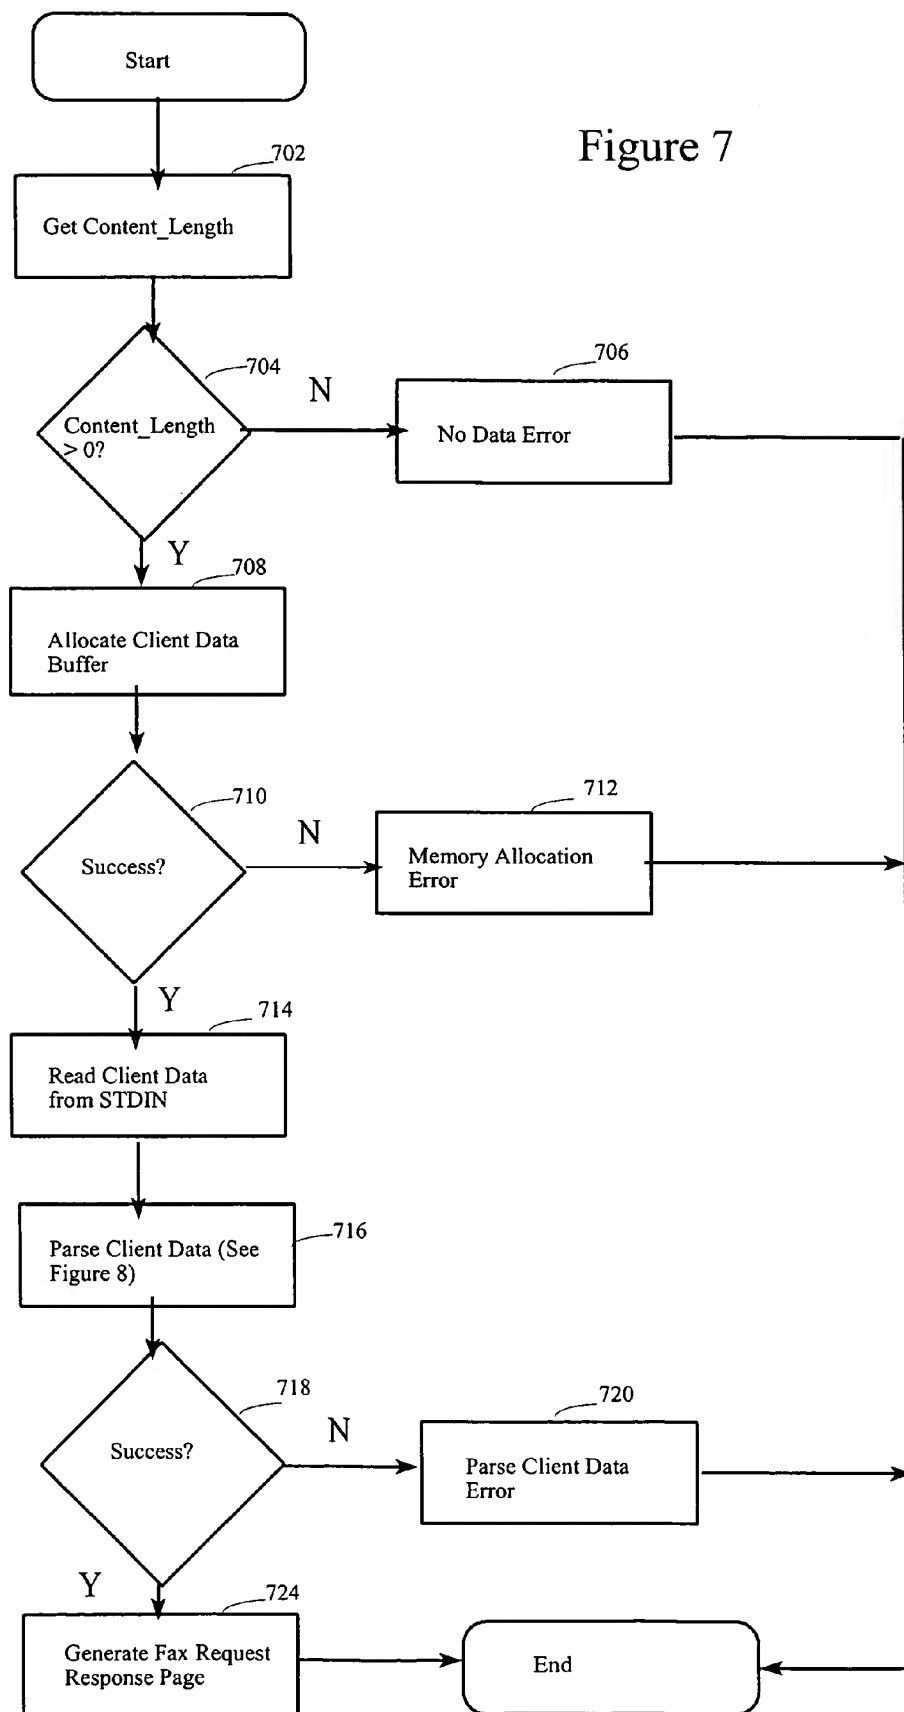 Start
Figure 7
702
Get Content_Length
704
N
706
Content_Length
> 0?
No Data Error
Y
708
Allocate Client Data
Buffer
710
N
712
Success?
Memory Allocation
Error
Y
714
Read Client Data
from STDIN
716
Parse Client Data (See
Figure 8)
718
N
720
Success?
Parse Client Data
Error
Y
724
Generate Fax Request
Response Page
End